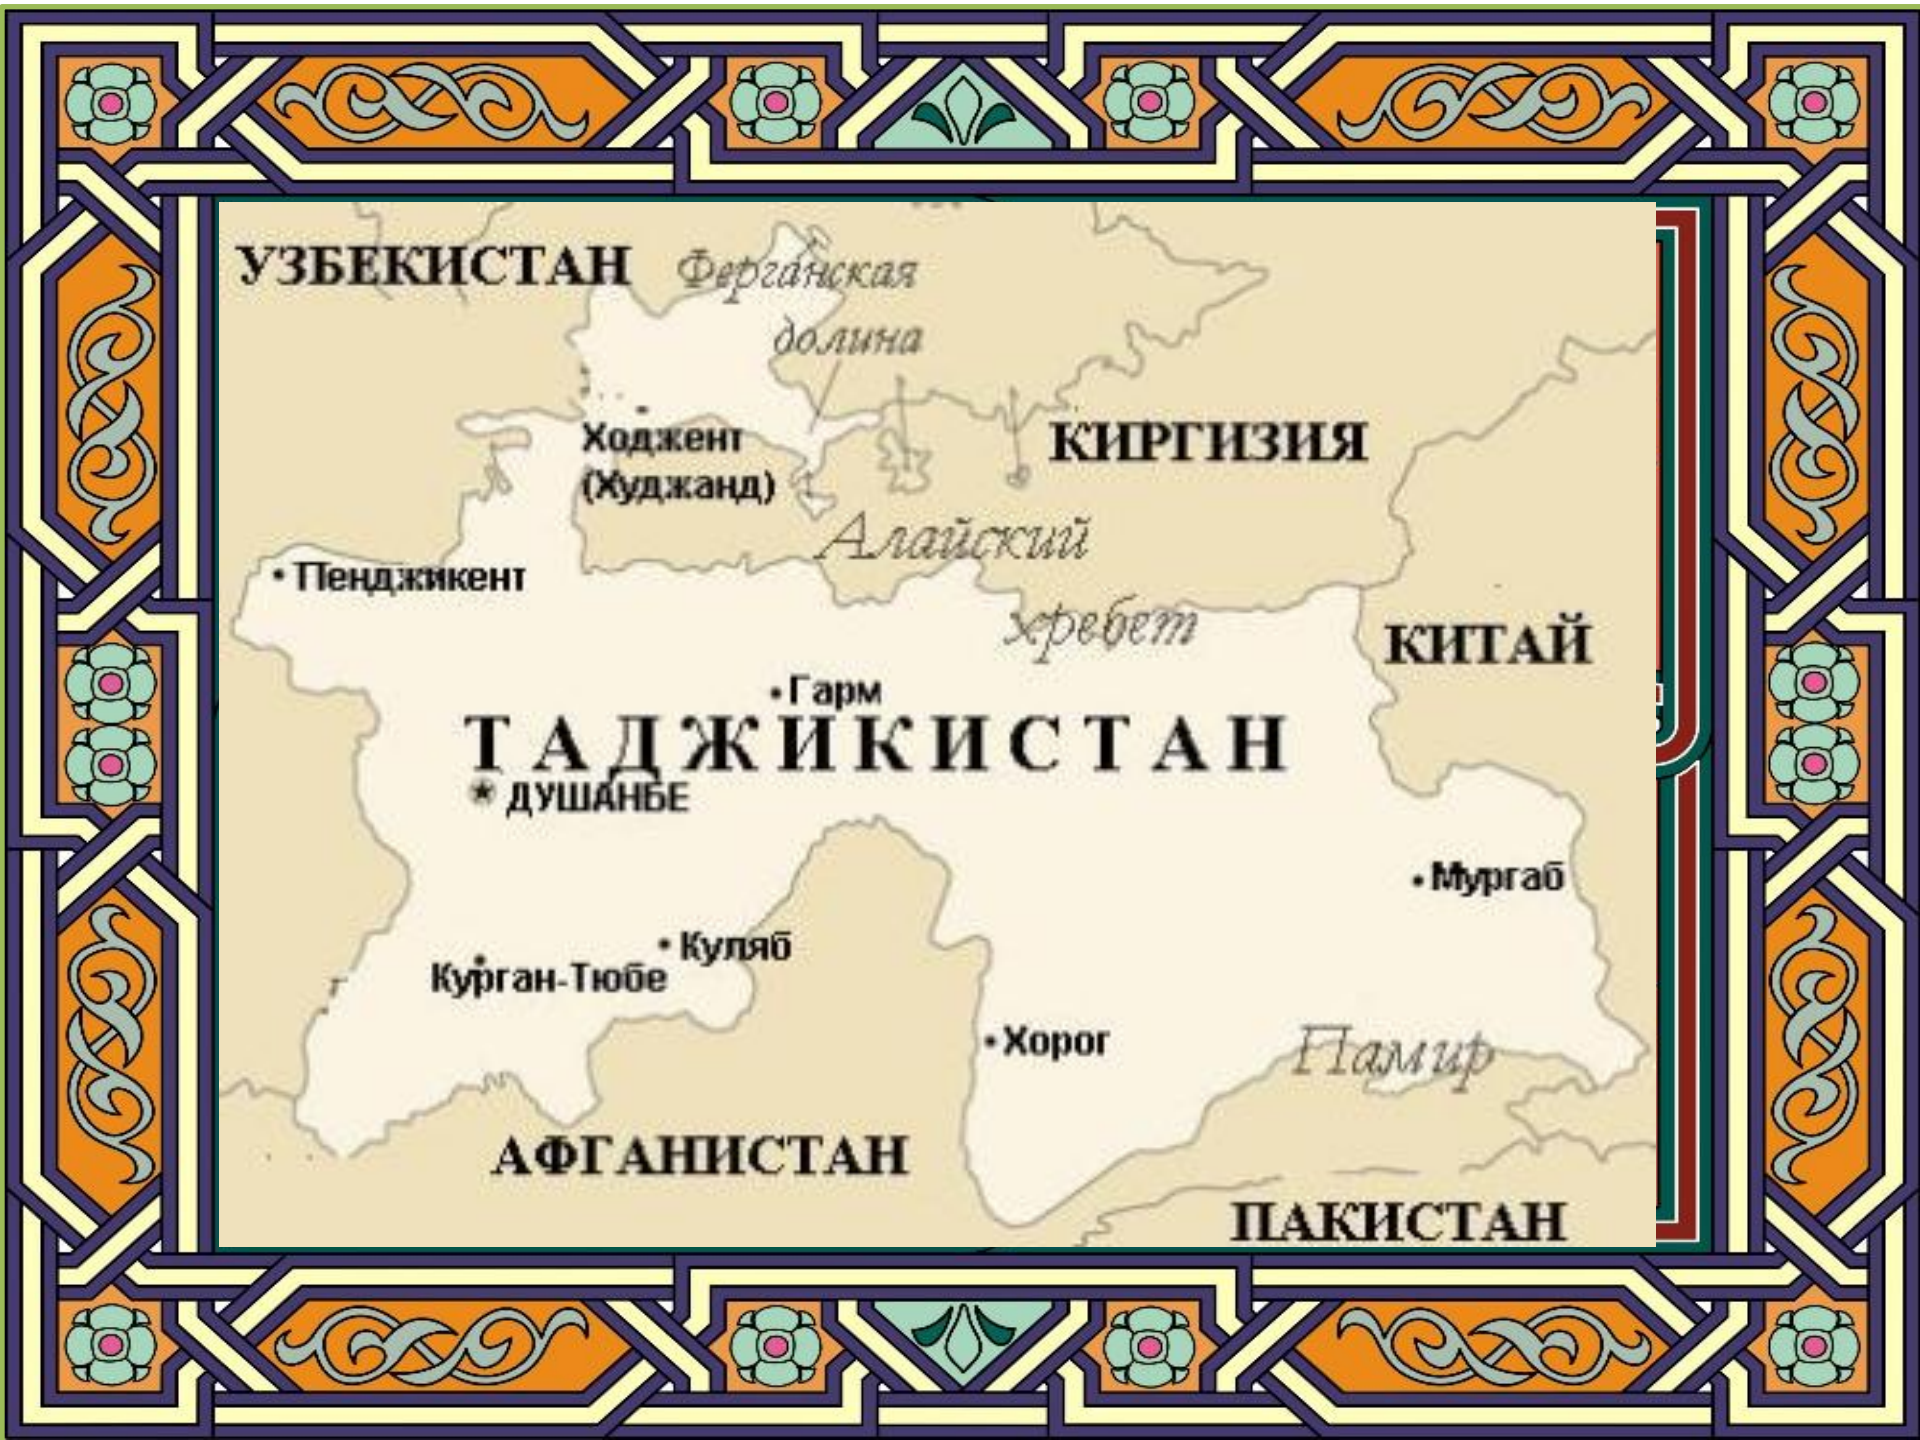 УЗБЕКИСТАН
Ферганская
долина
Ходжент
(Худжанд)
КИРГИЗИЯ
Алайский
хребет
Пенджикент
КИТАЙ
Гарм
ТАДЖИКИСТАН
ДУШАНБЕ
Мургаб
Куляб
Курган-Тюбе
Хорог
Памир
АФГАНИСТАН
ПАКИСТАН